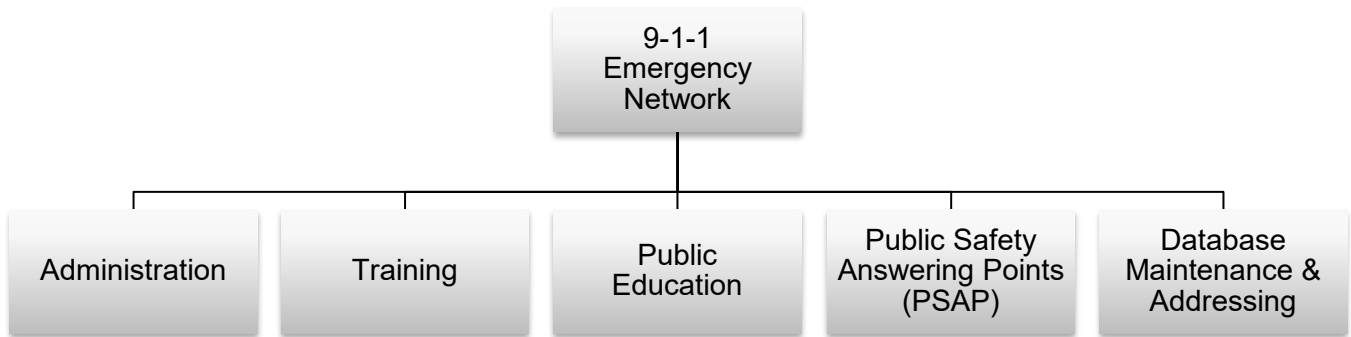 9-1-1
Emergency
Network
Administration
Training
Public
Education
Public Safety
Answering Points
(PSAP)
Database
Maintenance &
Addressing